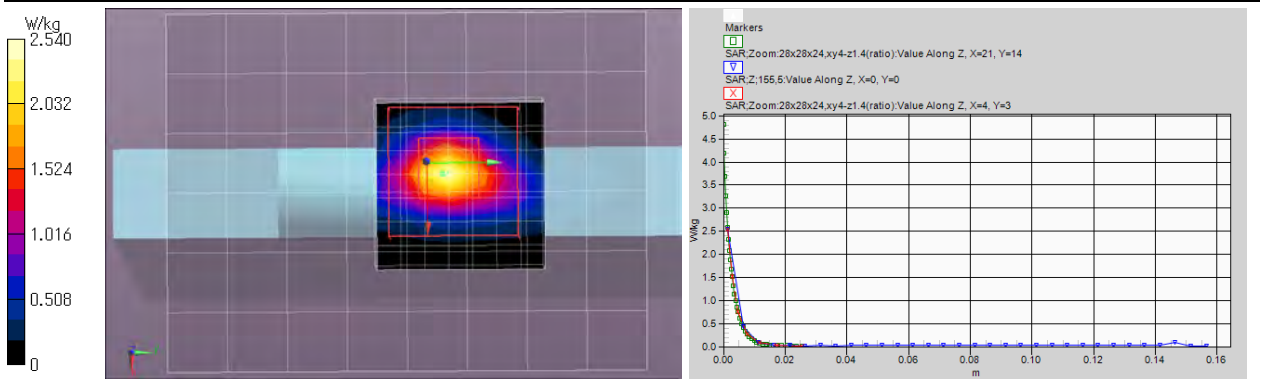 W/kg
2.540
2.032
1.524
1.016
0.508
0
Markers
SAR;Zoom:28x28x24,xy4-z1.4(ratio):Value Along Z, X=21, Y=14
SAR;Z;155,5:Value Along Z, X=0, Y=0
X
SAR;Zoom:28x28x24,xy4-z1.4(ratio):Value Along Z, X=4, Y=3
5.0
4.5
4.0
3.5
3.0
2.5
2.0
1.5
1.0
0.5
0.0
W/kg
0.00 0.02 0.04 0.06 0.08 0.10 0.12 0.14 0.16
m